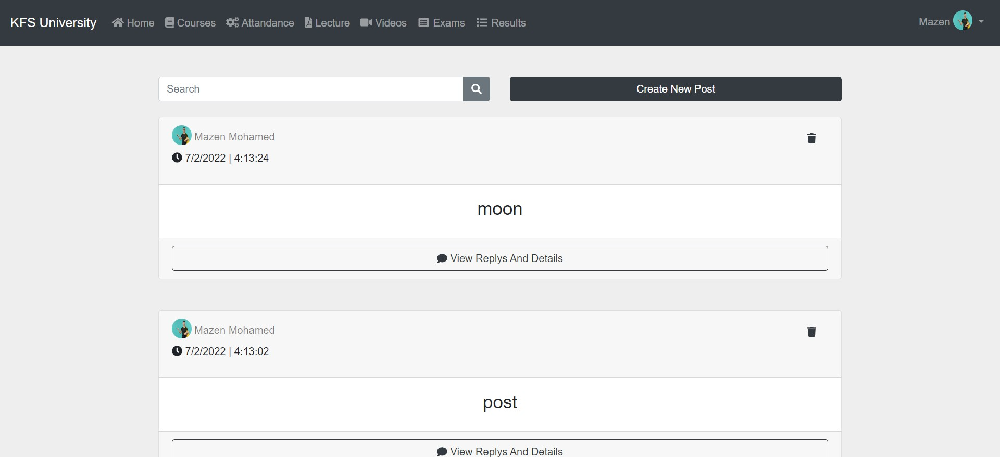 KFS University Home Courses Attandance Lecture Videos Exams Results Mazen
Search Create New Post
Mazen Mohamed
7/2/2022 | 4:13:24
moon
View Replys And Details
Mazen Mohamed
7/2/2022 | 4:13:02
post
View Replys And Details